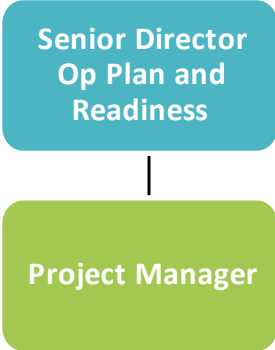 Senior Director
Op Plan and
Readiness
Project Manager